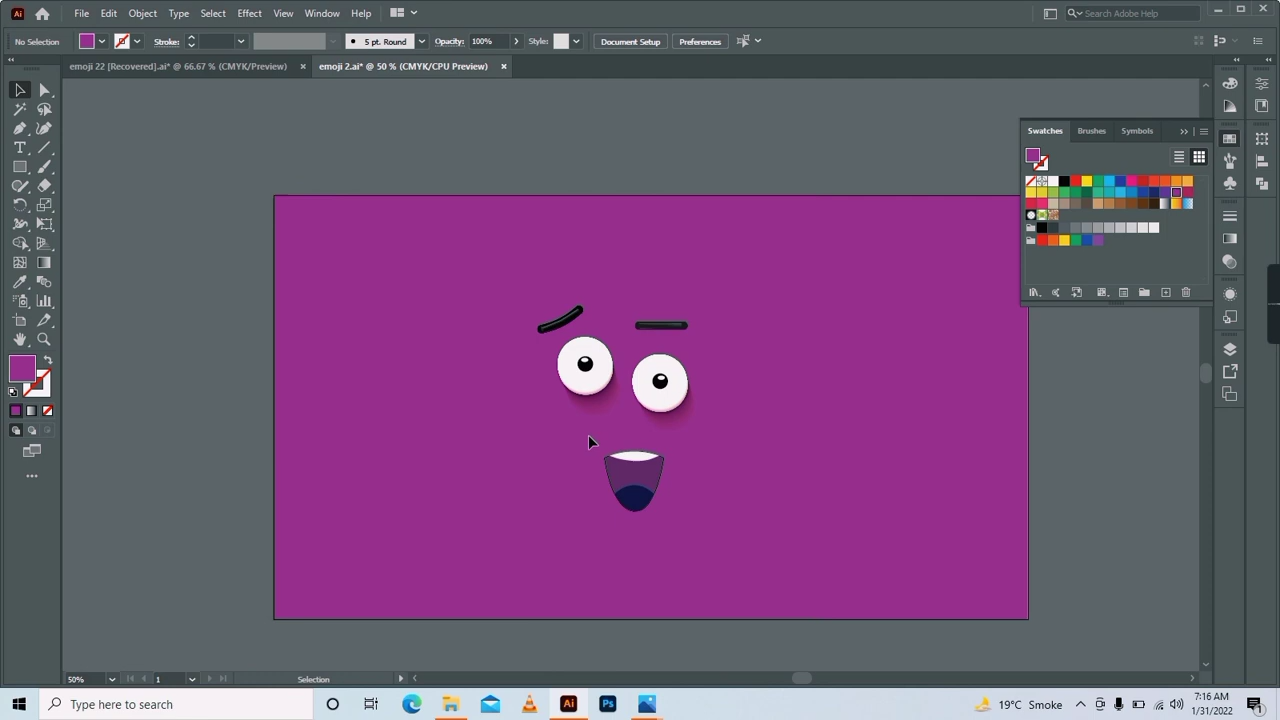 Ai File Edit Object Type Select Effect View Window Help Search Adobe Help
No Selection Stroke: 5 pt. Round Opacity: 100% Style: Document Setup Preferences
emoji 22 [Recovered].ai* @ 66.67 % (CMYK/Preview) × emoji 2.ai* @ 50 % (CMYK/CPU Preview) ×
Swatches Brushes Symbols
50% 1 Selection
Type here to search Ai Ps 19°C Smoke 7:16 AM
1/31/2022 1